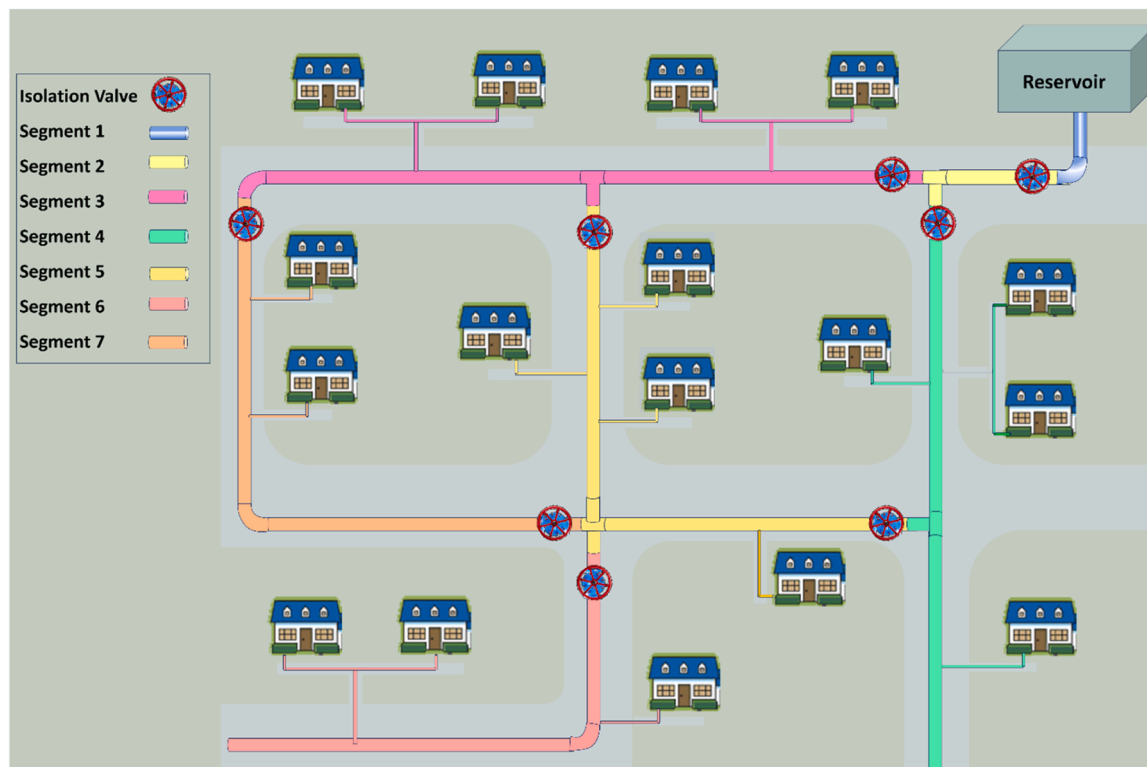 Reservoir
Isolation Valve
Segment 1
Segment 2
Segment 3
Segment 4
Segment 5
Segment 6
Segment 7